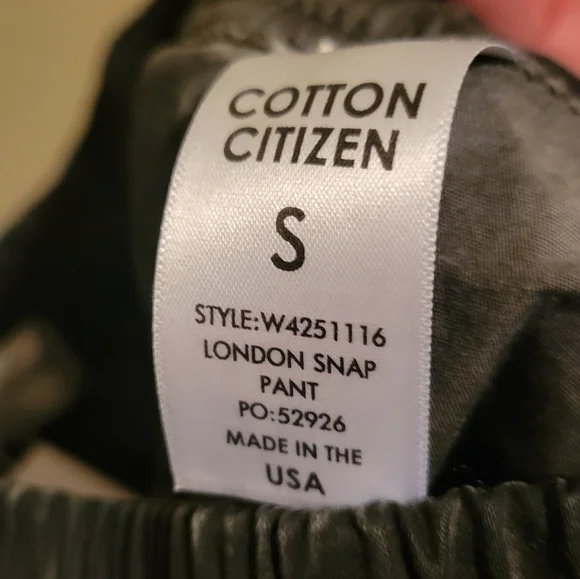 COTTON
CITIZEN
S
STYLE:W4251116
LONDON SNAP
PANT
PO:52926
MADE IN THE
USA